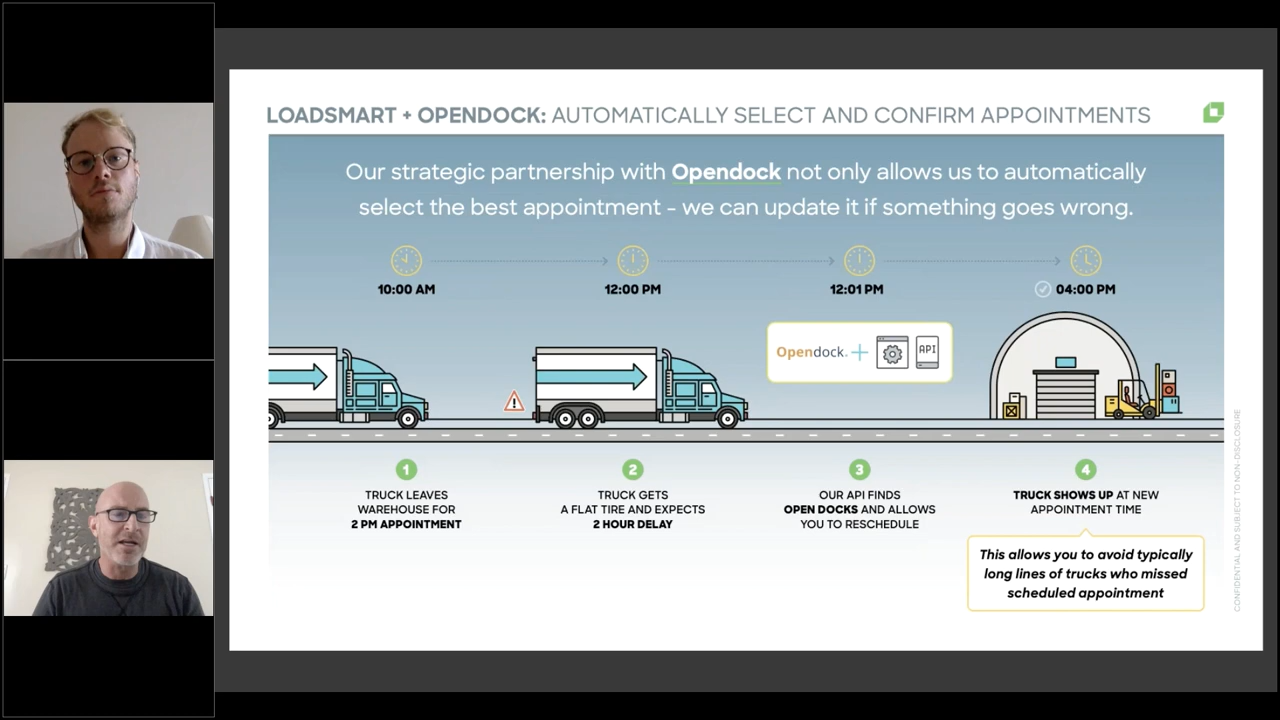 LOADSMART + OPENDOCK: AUTOMATICALLY SELECT AND CONFIRM APPOINTMENTS
Our strategic partnership with Opendock not only allows us to automatically
select the best appointment – we can update it if something goes wrong.
10:00 AM
12:00 PM
12:01 PM
04:00 PM
Opendock.
API
1
TRUCK LEAVES
WAREHOUSE FOR
2 PM APPOINTMENT
2
TRUCK GETS
A FLAT TIRE AND EXPECTS
2 HOUR DELAY
3
OUR API FINDS
OPEN DOCKS AND ALLOWS
YOU TO RESCHEDULE
4
TRUCK SHOWS UP AT NEW
APPOINTMENT TIME
This allows you to avoid typically
long lines of trucks who missed
scheduled appointment
CONFIDENTIAL AND SUBJECT TO NON-DISCLOSURE